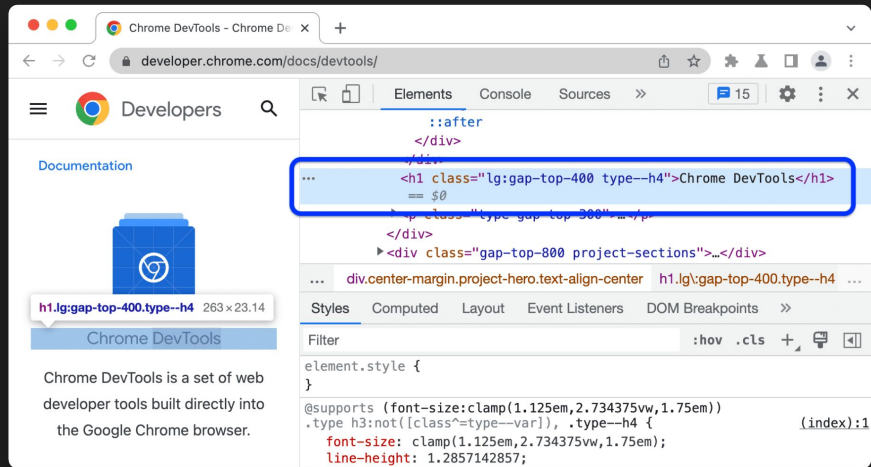 Chrome DevTools - Chrome De
developer.chrome.com/docs/devtools/
Developers
Documentation
h1.lg:gap-top-400.type--h4 263×23.14
Chrome DevTools
Chrome DevTools is a set of web
developer tools built directly into
the Google Chrome browser.
Elements Console Sources » 15
::after
</div>
</div>
… <h1 class="lg:gap-top-400 type--h4">Chrome DevTools</h1>
== $0
<p class="type gap-top-300">…</p>
</div>
<div class="gap-top-800 project-sections">…</div>
… div.center-margin.project-hero.text-align-center h1.lg\:gap-top-400.type--h4 …
Styles Computed Layout Event Listeners DOM Breakpoints »
Filter :hov .cls
element.style {
}
@supports (font-size:clamp(1.125em,2.734375vw,1.75em))
.type h3:not([class^=type--var]), .type--h4 { (index):1
font-size: clamp(1.125em,2.734375vw,1.75em);
line-height: 1.2857142857;